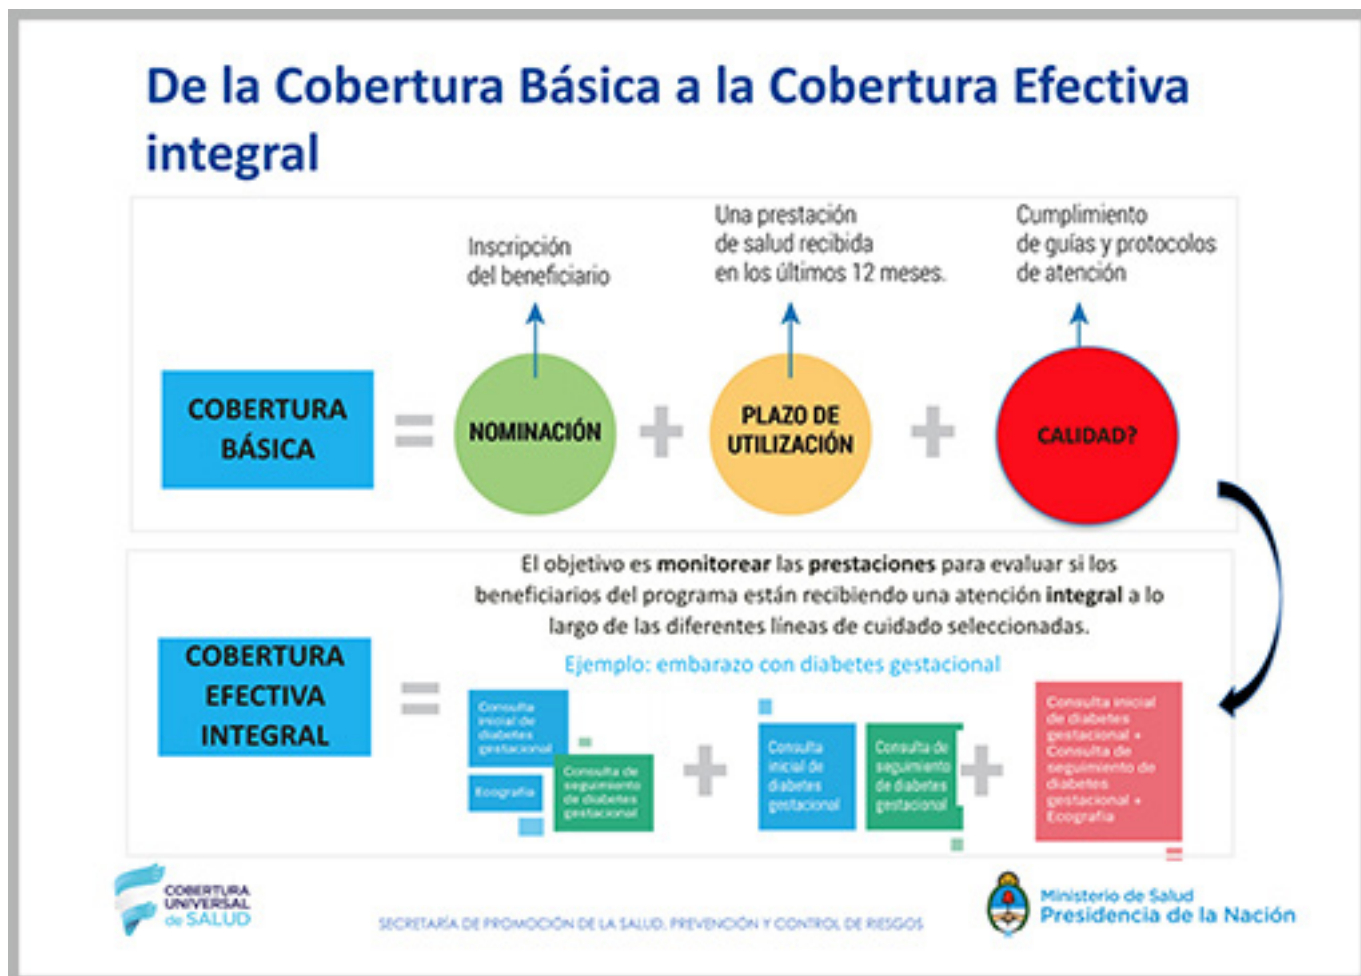 De la Cobertura Básica a la Cobertura Efectiva
integral
Inscripción
del beneficiario
Una prestación
de salud recibida
en los últimos 12 meses.
Cumplimiento
de guías y protocolos
de atención
COBERTURA
BÁSICA
=
NOMINACIÓN
+
PLAZO DE
UTILIZACIÓN
+
CALIDAD?
El objetivo es monitorear las prestaciones para evaluar si los
beneficiarios del programa están recibiendo una atención integral a lo
largo de las diferentes líneas de cuidado seleccionadas.
Ejemplo: embarazo con diabetes gestacional
COBERTURA
EFECTIVA
INTEGRAL
=
Consulta
inicial de
diabetes
gestacional
Ecografía
Consulta de
seguimiento
de diabetes
gestacional
+
Consulta
inicial de
diabetes
gestacional
Consulta de
seguimiento
de diabetes
gestacional
+
Consulta inicial
de diabetes
gestacional +
Consulta de
seguimiento de
diabetes
gestacional +
Ecografía
COBERTURA
UNIVERSAL
de SALUD
SECRETARÍA DE PROMOCIÓN DE LA SALUD, PREVENCIÓN Y CONTROL DE RIESGOS
Ministerio de Salud
Presidencia de la Nación